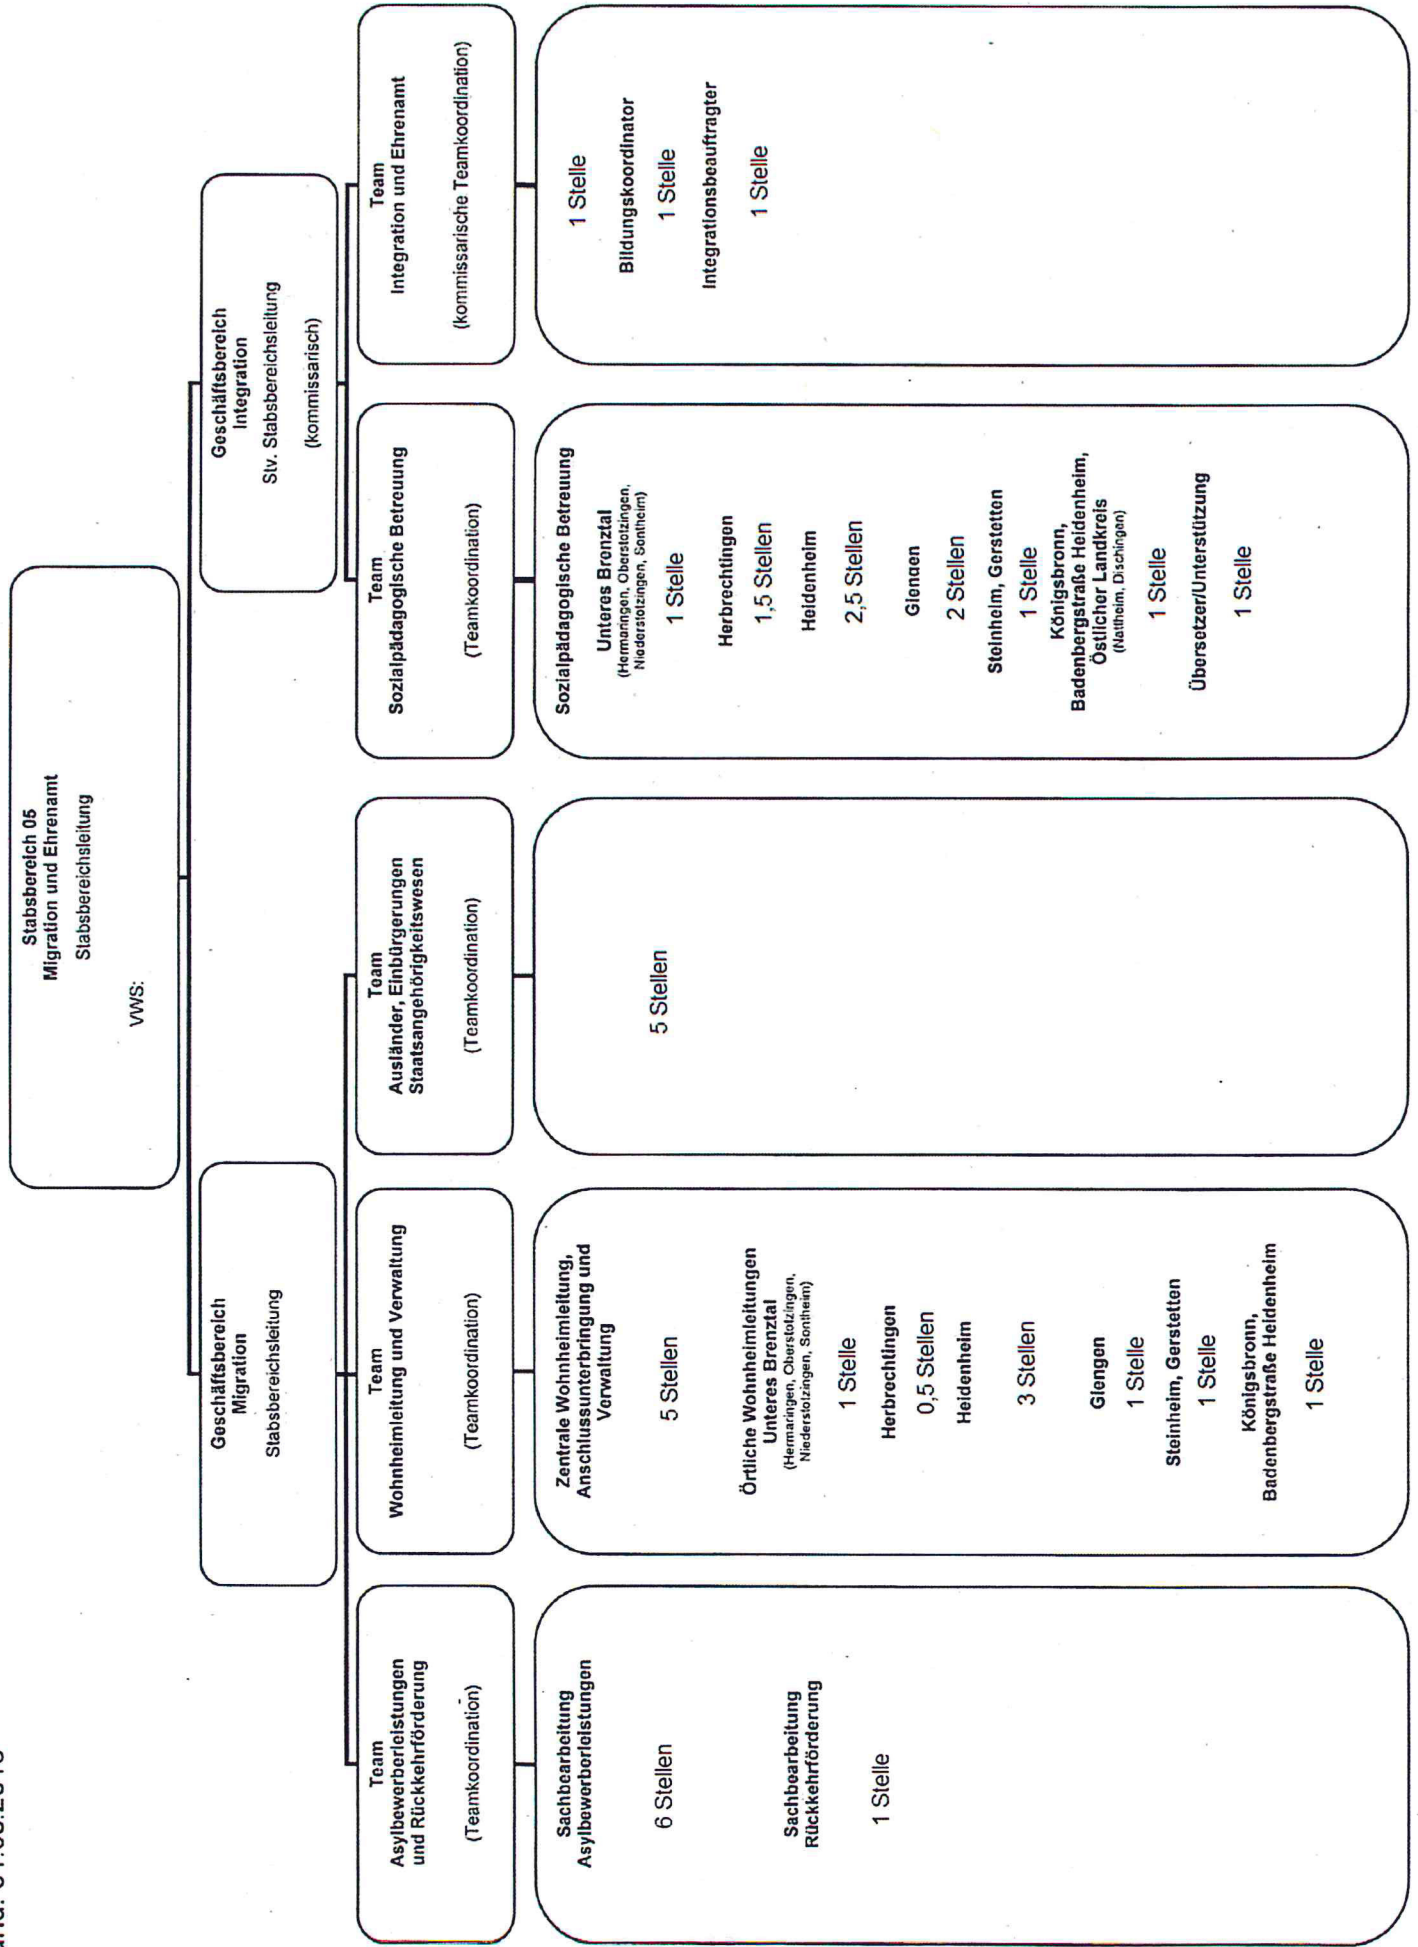 Stabsbereich 05
Migration und Ehrenamt
Stabsbereichsleitung
VWS:
Geschäftsbereich
Migration
Stabsbereichsleitung
Geschäftsbereich
Integration
Stv. Stabsbereichsleitung
(kommissarisch)
Team
Asylbewerberleistungen
und Rückkehrförderung
(Teamkoordination)
Team
Wohnheimleitung und Verwaltung
(Teamkoordination)
Team
Ausländer, Einbürgerungen
Staatsangehörigkeitswesen
(Teamkoordination)
Team
Sozialpädagogische Betreuung
(Teamkoordination)
Team
Integration und Ehrenamt
(kommissarische Teamkoordination)
Sachbearbeitung
Asylbewerberleistungen
6 Stellen
Sachbearbeitung
Rückkehrförderung
1 Stelle
Zentrale Wohnheimleitung,
Anschlussunterbringung und
Verwaltung
5 Stellen
Örtliche Wohnheimleitungen
Unteres Brenztal
(Hermaringen, Oberstotzingen,
Niederstotzingen, Sontheim)
1 Stelle
Herbrechtingen
0,5 Stellen
Heidenheim
3 Stellen
Giengen
1 Stelle
Steinheim, Gerstetten
1 Stelle
Königsbronn,
Badenbergstraße Heidenheim
1 Stelle
5 Stellen
Sozialpädagogische Betreuung
Unteres Brenztal
(Hermaringen, Oberstotzingen,
Niederstotzingen, Sontheim)
1 Stelle
Herbrechtingen
1,5 Stellen
Heidenheim
2,5 Stellen
Giengen
2 Stellen
Steinheim, Gerstetten
1 Stelle
Königsbronn,
Badenbergstraße Heidenheim,
Östlicher Landkreis
(Nattheim, Dischingen)
1 Stelle
Übersetzer/Unterstützung
1 Stelle
1 Stelle
Bildungskoordinator
1 Stelle
Integrationsbeauftragter
1 Stelle